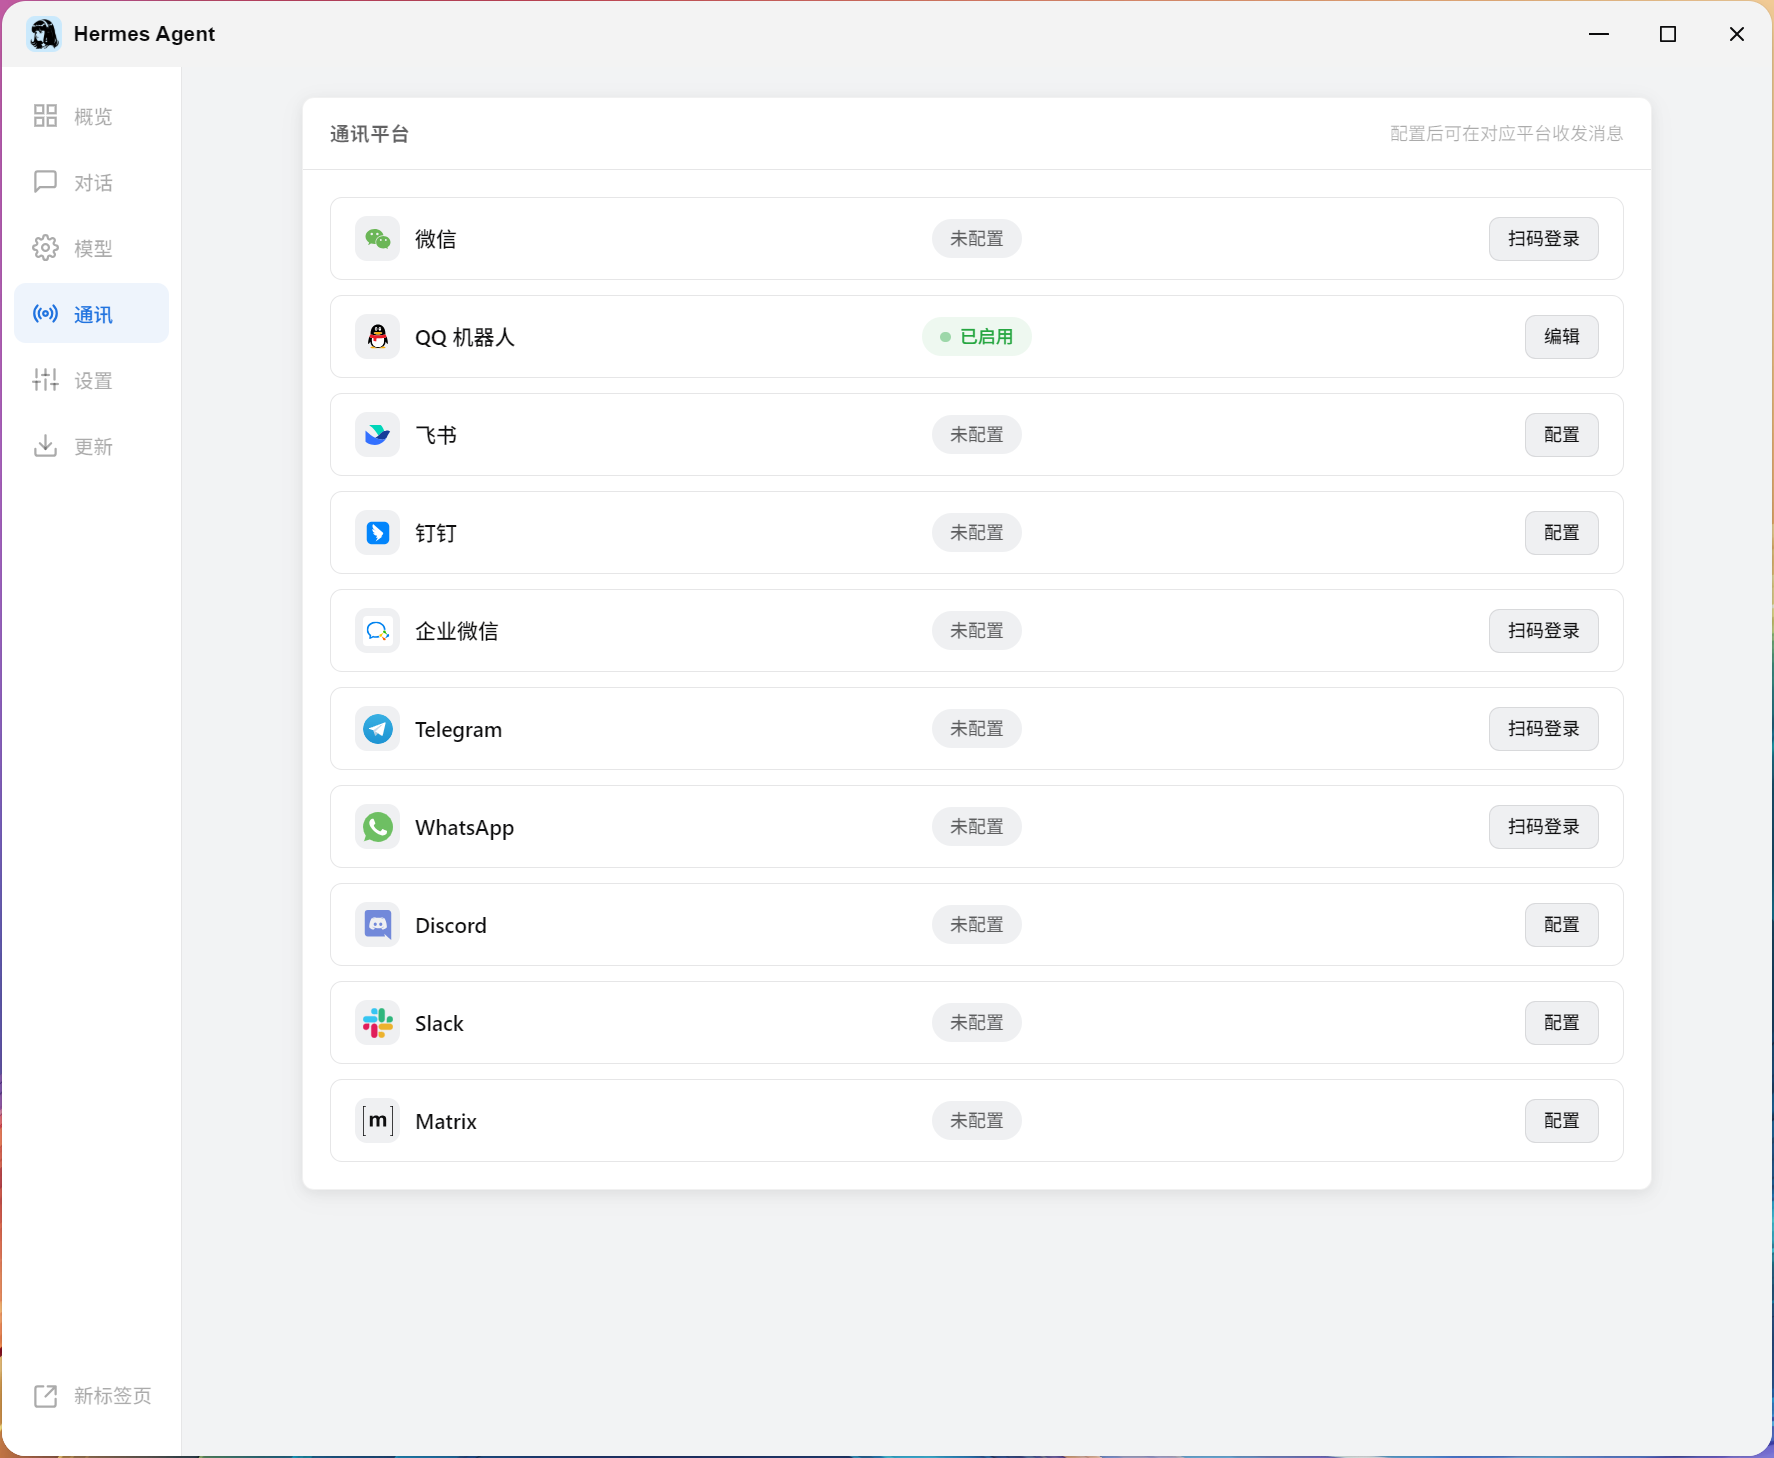 Hermes Agent
概览
对话
模型
通讯
设置
更新
新标签页
通讯平台
配置后可在对应平台收发消息
微信 未配置 扫码登录
QQ 机器人 已启用 编辑
飞书 未配置 配置
钉钉 未配置 配置
企业微信 未配置 扫码登录
Telegram 未配置 扫码登录
WhatsApp 未配置 扫码登录
Discord 未配置 配置
Slack 未配置 配置
[m] Matrix 未配置 配置